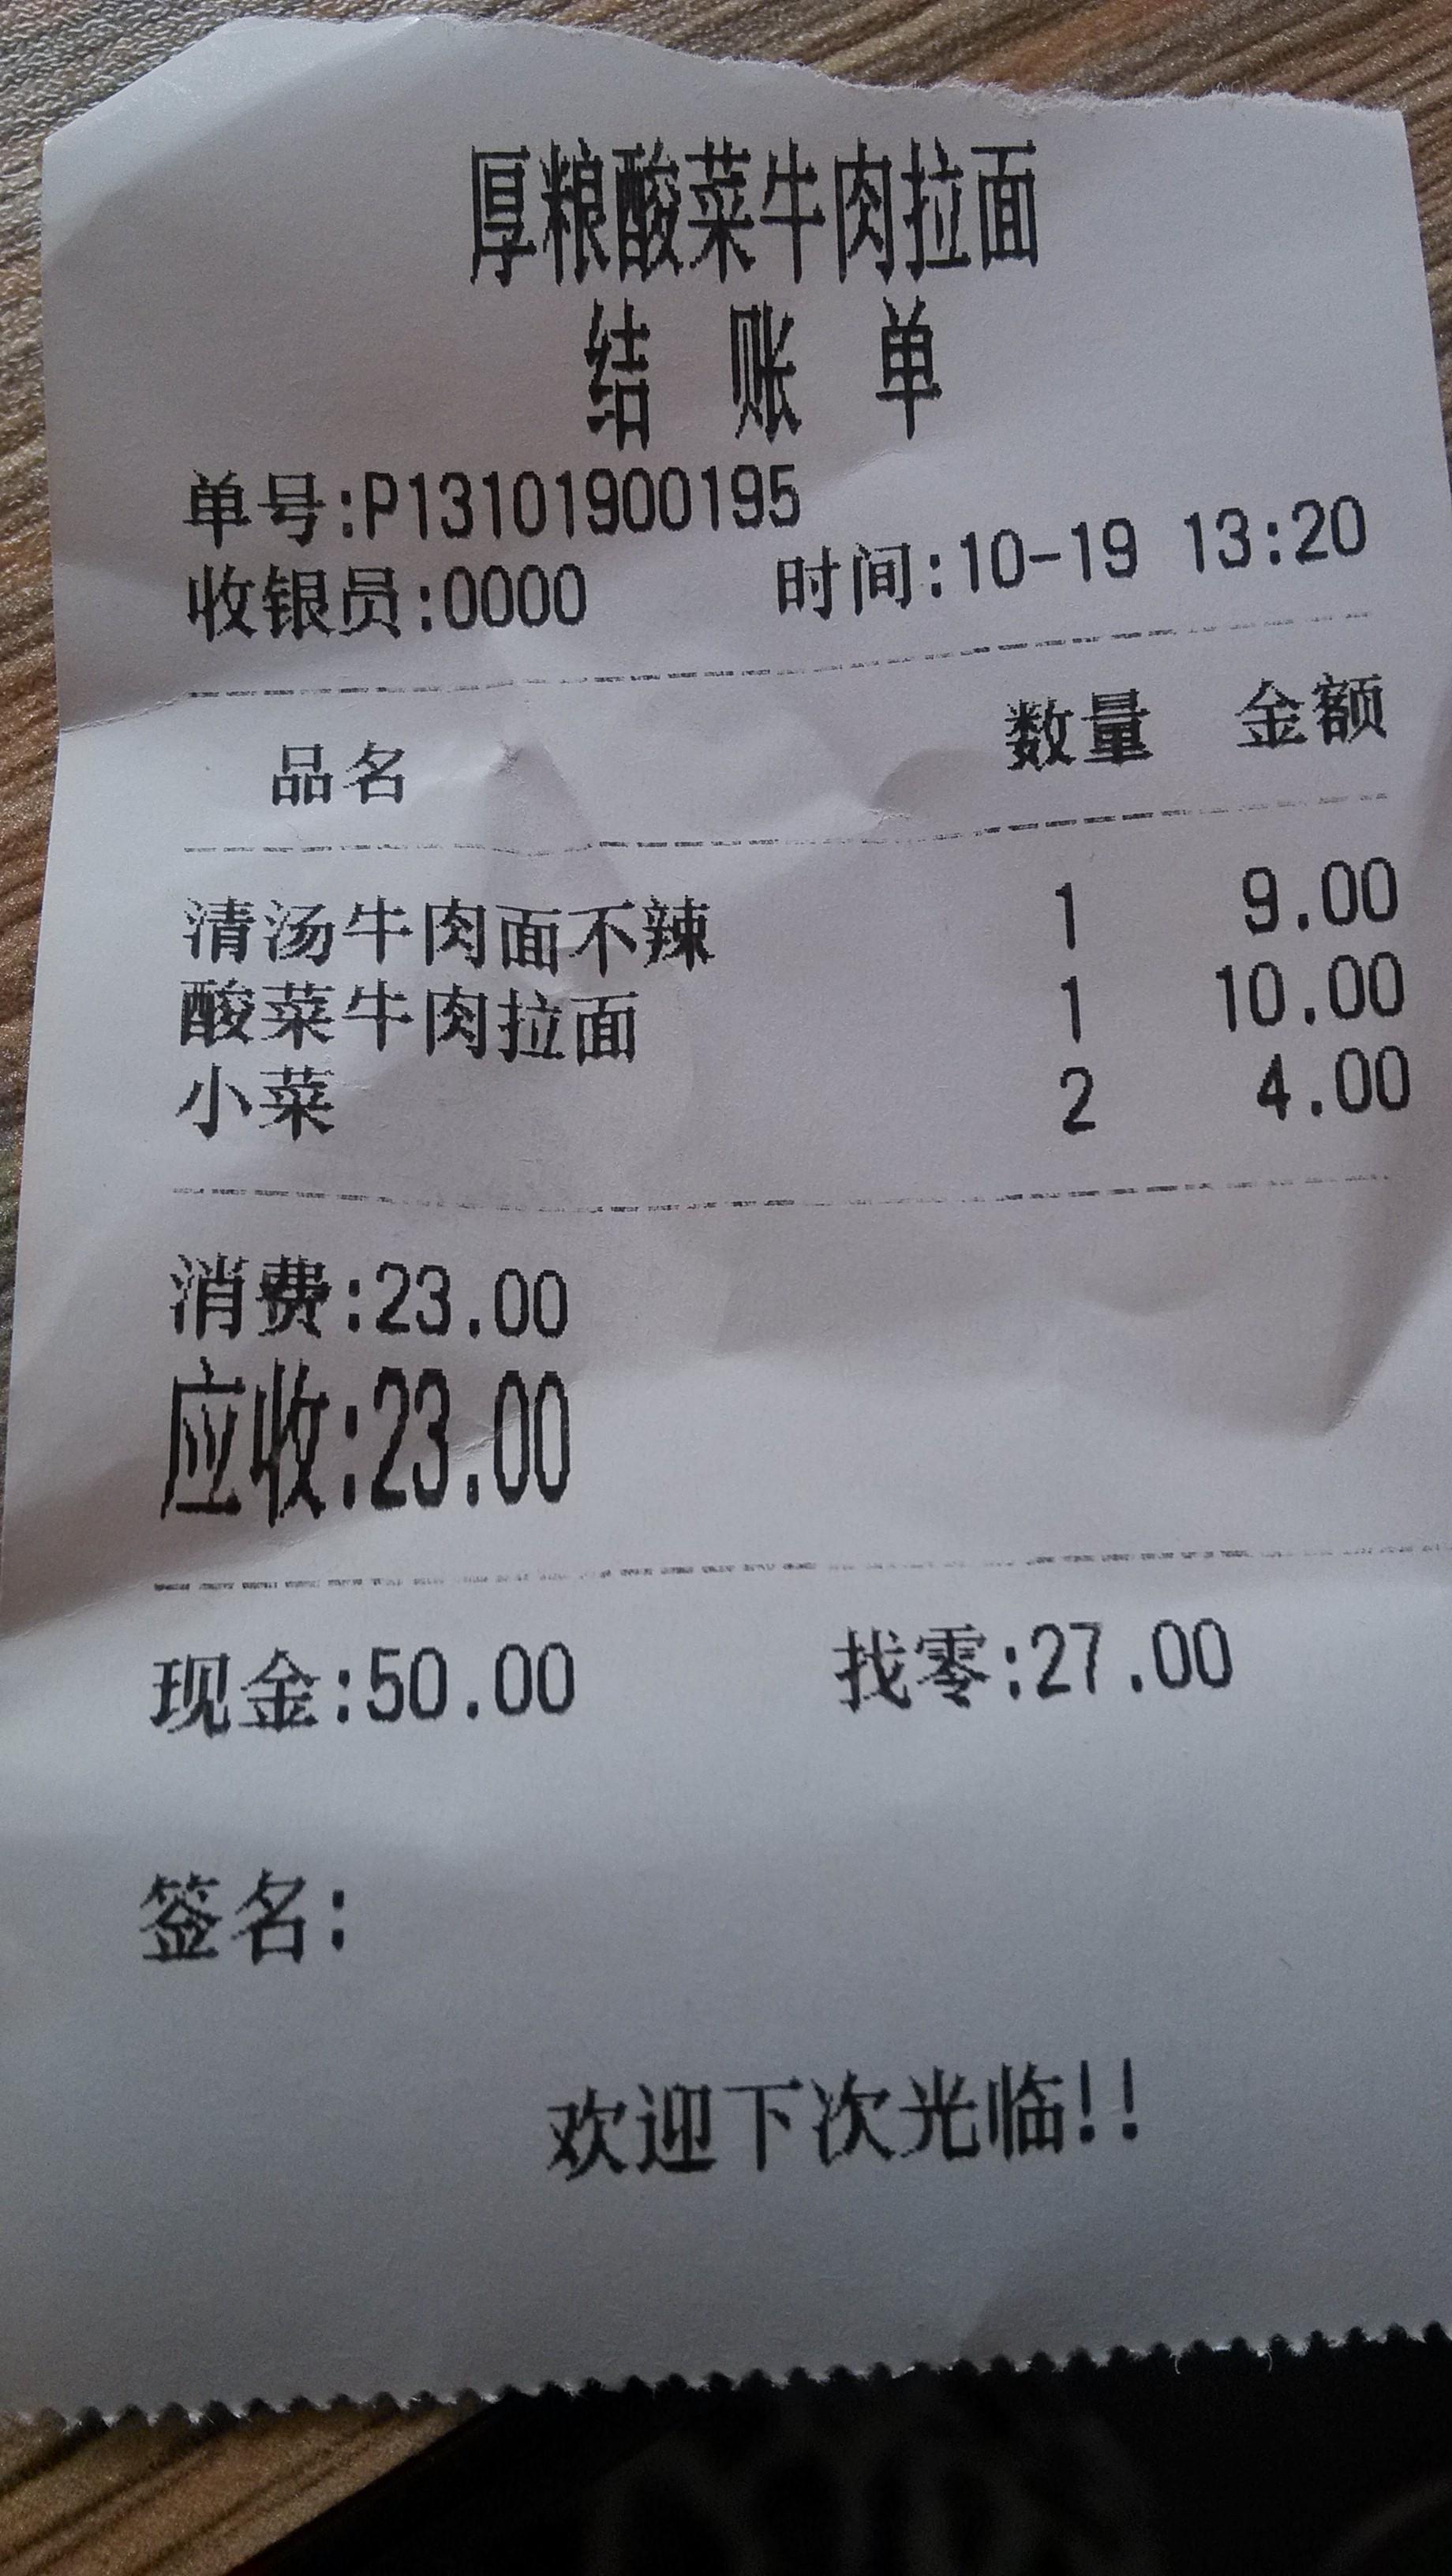 厚粮酸菜牛肉拉面
结 账 单
单号:P13101900195
收银员:0000 时间:10-19 13:20
品名 数量 金额
清汤牛肉面不辣 1 9.00
酸菜牛肉拉面 1 10.00
小菜 2 4.00
消费:23.00
应收:23.00
现金:50.00 找零:27.00
签名:
欢迎下次光临!!